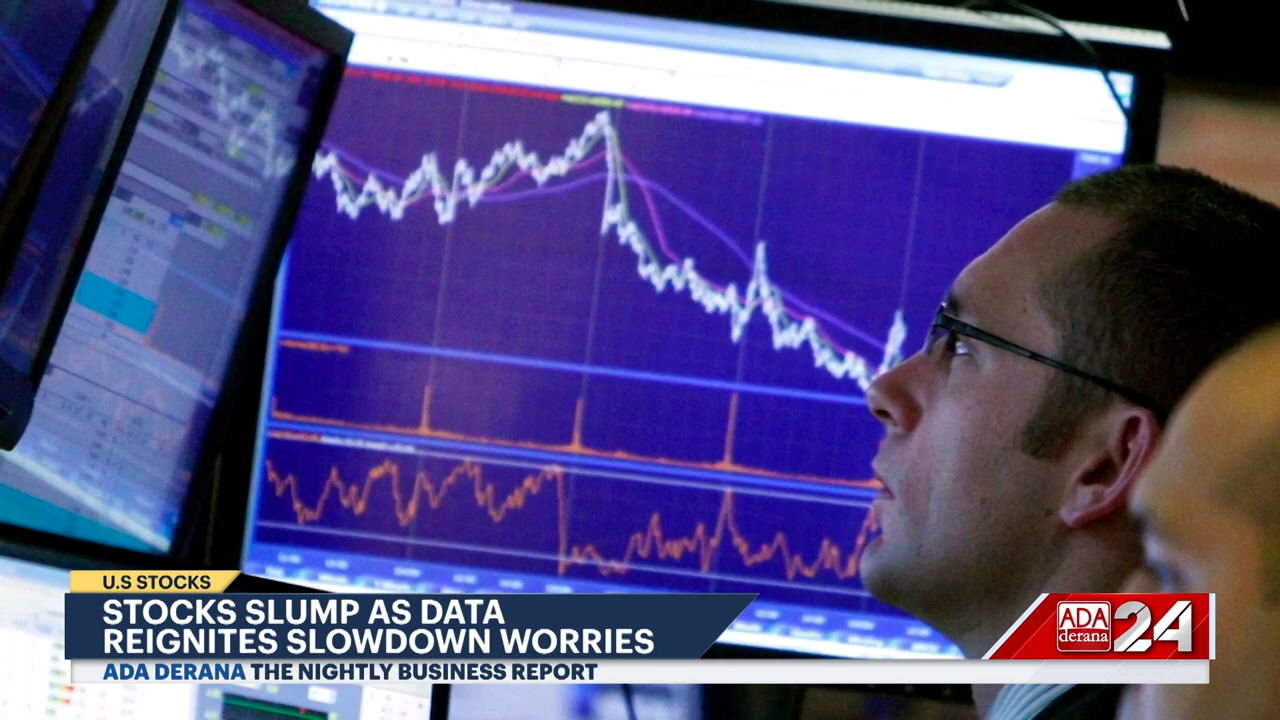 U.S STOCKS
STOCKS SLUMP AS DATA
REIGNITES SLOWDOWN WORRIES
ADA DERANA THE NIGHTLY BUSINESS REPORT
ADA
derana
24